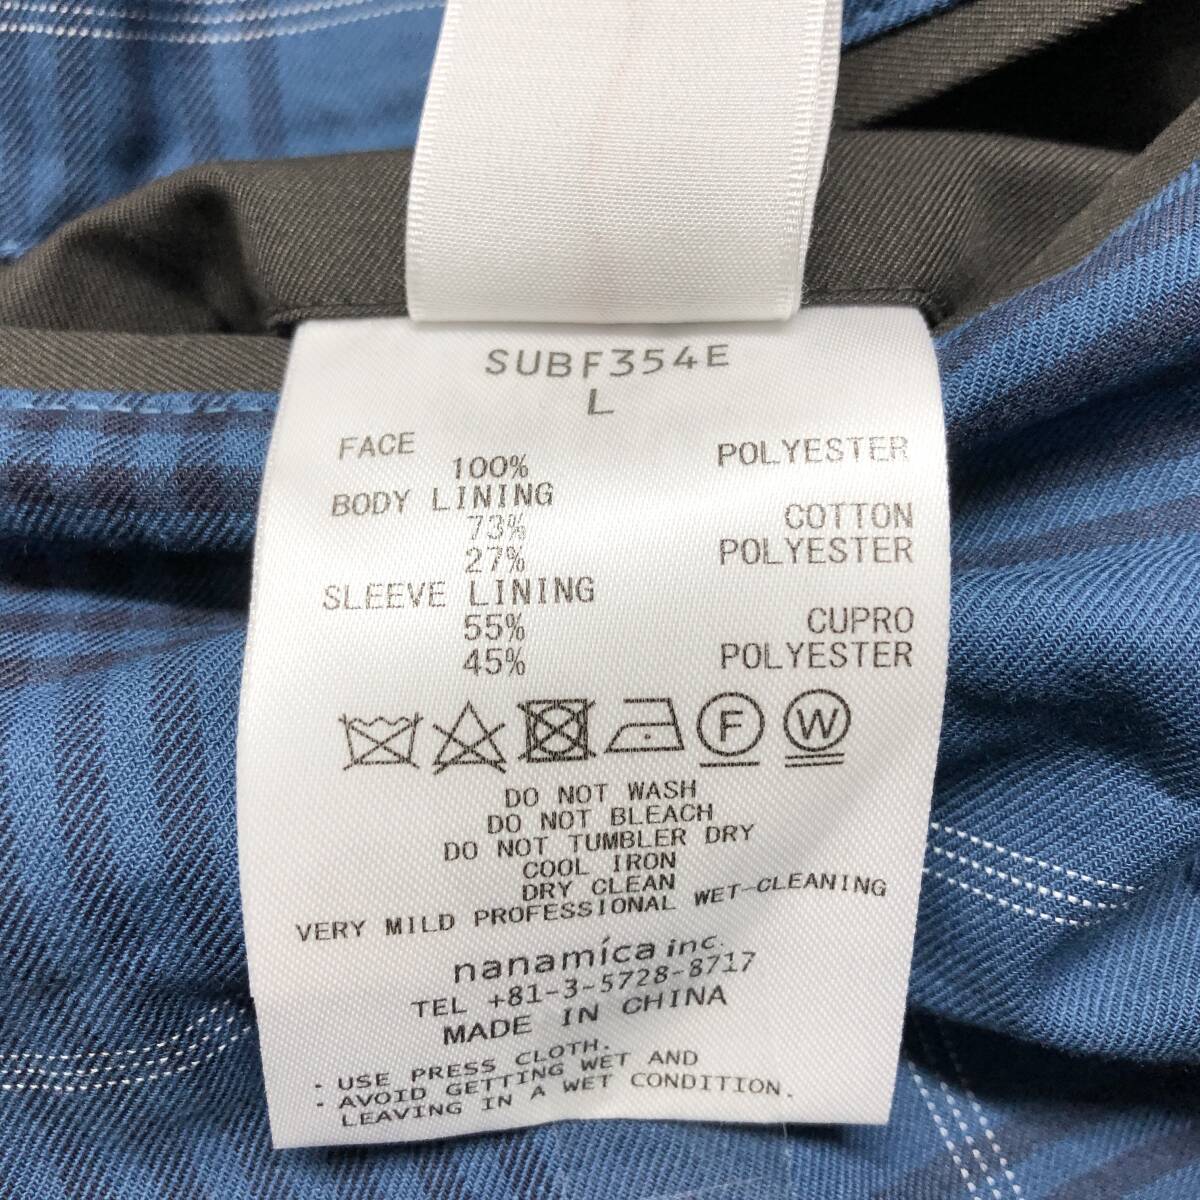 SUBF354E
L
FACE
100% POLYESTER
BODY LINING
73% COTTON
27% POLYESTER
SLEEVE LINING
55% CUPRO
45% POLYESTER
F W
DO NOT WASH
DO NOT BLEACH
DO NOT TUMBLER DRY
COOL IRON
DRY CLEAN
VERY MILD PROFESSIONAL WET-CLEANING
nanamíca inc.
TEL +81-3-5728-8717
MADE IN CHINA
· USE PRESS CLOTH.
· AVOID GETTING WET AND
LEAVING IN A WET CONDITION.